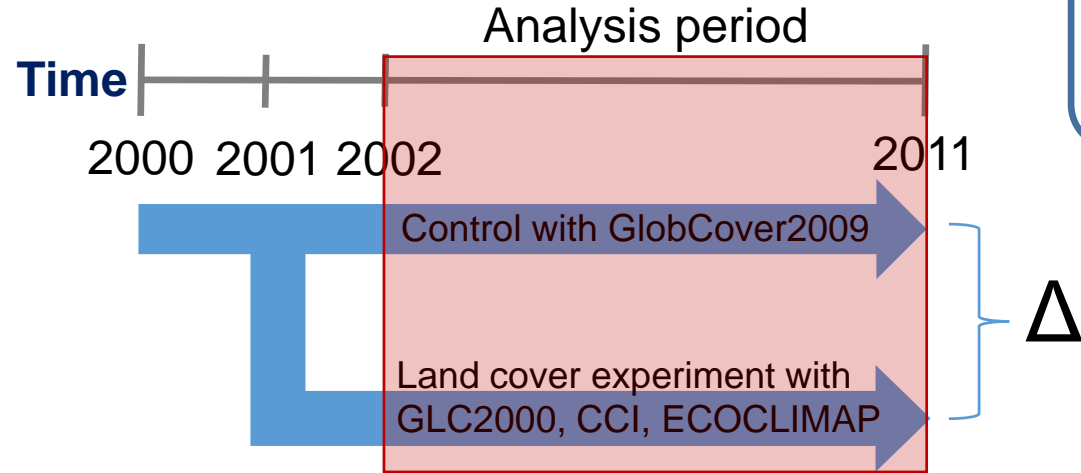 Analysis period
Time
2000 2001 2002 2011
Control with GlobCover2009
Δ
Land cover experiment with
GLC2000, CCI, ECOCLIMAP